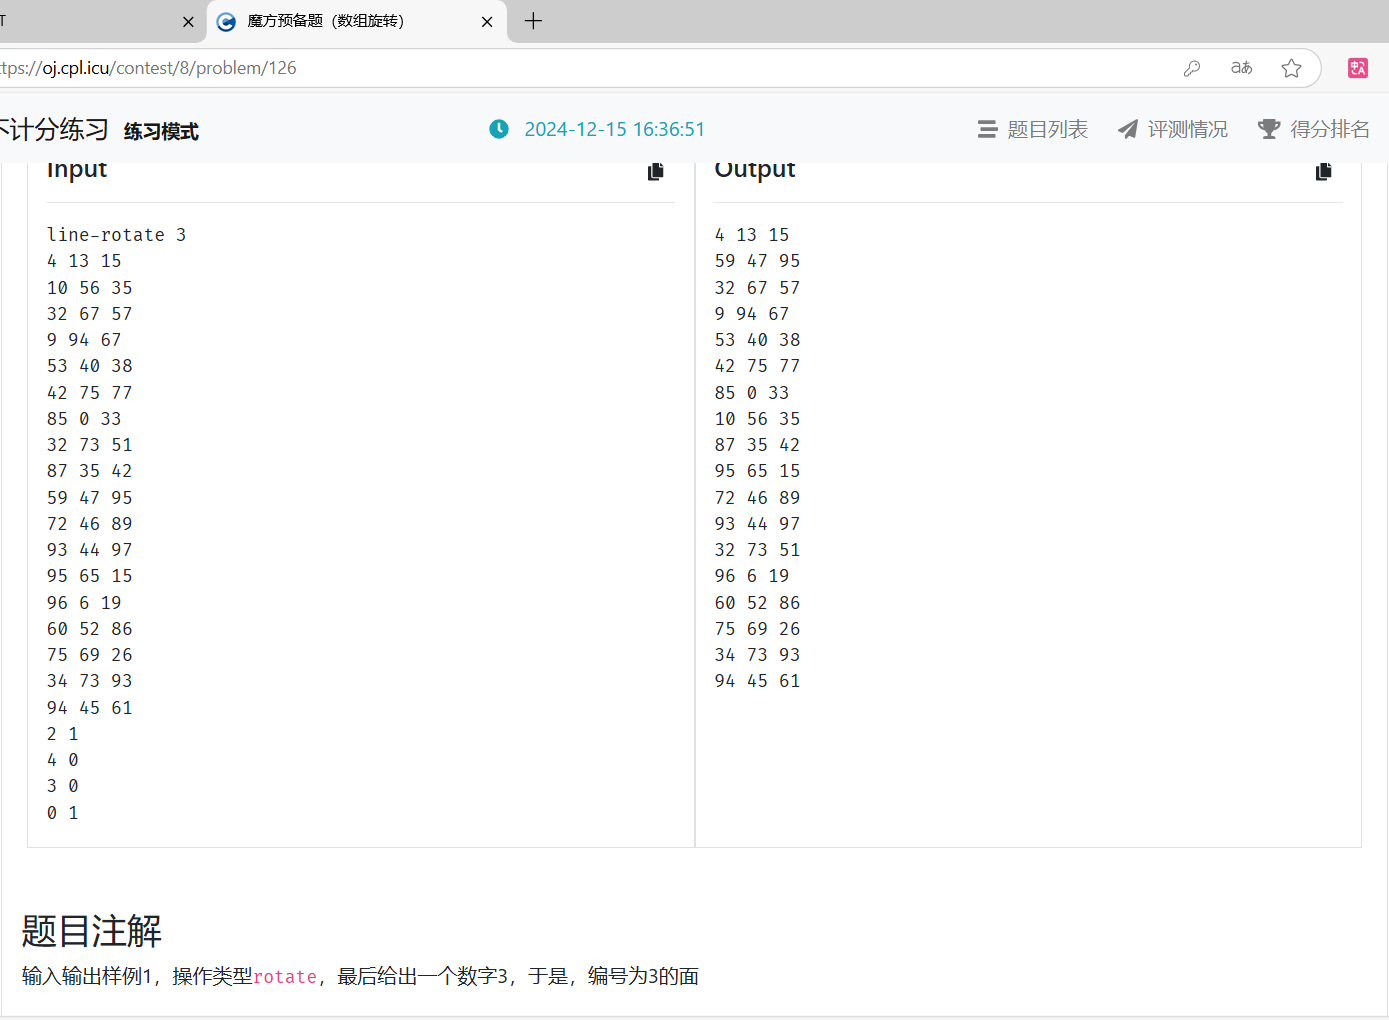 T
魔方预备题（数组旋转）
ttps://oj.cpl.icu/contest/8/problem/126
不计分练习 练习模式
2024-12-15 16:36:51
题目列表
评测情况
得分排名
Input
line-rotate 3
4 13 15
10 56 35
32 67 57
9 94 67
53 40 38
42 75 77
85 0 33
32 73 51
87 35 42
59 47 95
72 46 89
93 44 97
95 65 15
96 6 19
60 52 86
75 69 26
34 73 93
94 45 61
2 1
4 0
3 0
0 1
Output
4 13 15
59 47 95
32 67 57
9 94 67
53 40 38
42 75 77
85 0 33
10 56 35
87 35 42
95 65 15
72 46 89
93 44 97
32 73 51
96 6 19
60 52 86
75 69 26
34 73 93
94 45 61
题目注解
输入输出样例1，操作类型rotate，最后给出一个数字3，于是，编号为3的面